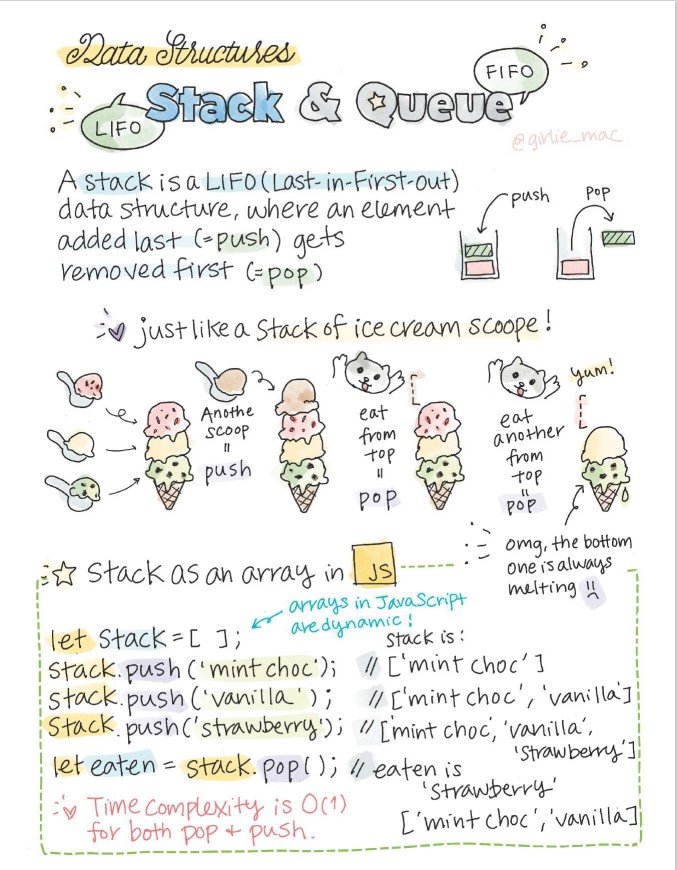 Data Structures
LIFO
Stack & Queue
FIFO
@girlie_mac
A stack is a LIFO (Last-in-First-out)
data structure, where an element
added last (=push) gets
removed first (=pop)
push
pop
just like a stack of ice cream scoope!
Anothe
scoop
=
push
eat
from
top
=
pop
eat
another
from
top
=
pop
yum!
omg, the bottom
one is always
melting
Stack as an array in JS
arrays in JavaScript
are dynamic!
let Stack = [ ];
stack is:
stack.push('mint choc'); // ['mint choc']
stack.push('vanilla'); // ['mint choc', 'vanilla']
Stack.push('strawberry'); // ['mint choc', 'vanilla',
'strawberry']
let eaten = stack.pop(); // eaten is
'strawberry'
['mint choc', 'vanilla']
Time complexity is O(1)
for both pop + push.